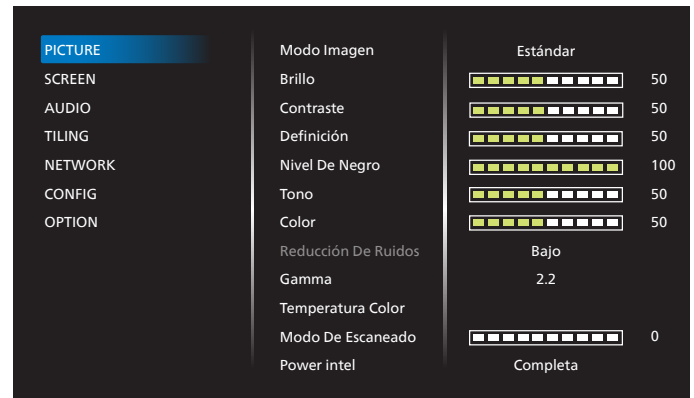 PICTURE Modo Imagen Estándar
SCREEN Brillo 50
AUDIO Contraste 50
TILING Definición 50
NETWORK Nivel De Negro 100
CONFIG Tono 50
OPTION Color 50
Reducción De Ruidos Bajo
Gamma 2.2
Temperatura Color
Modo De Escaneado 0
Power intel Completa